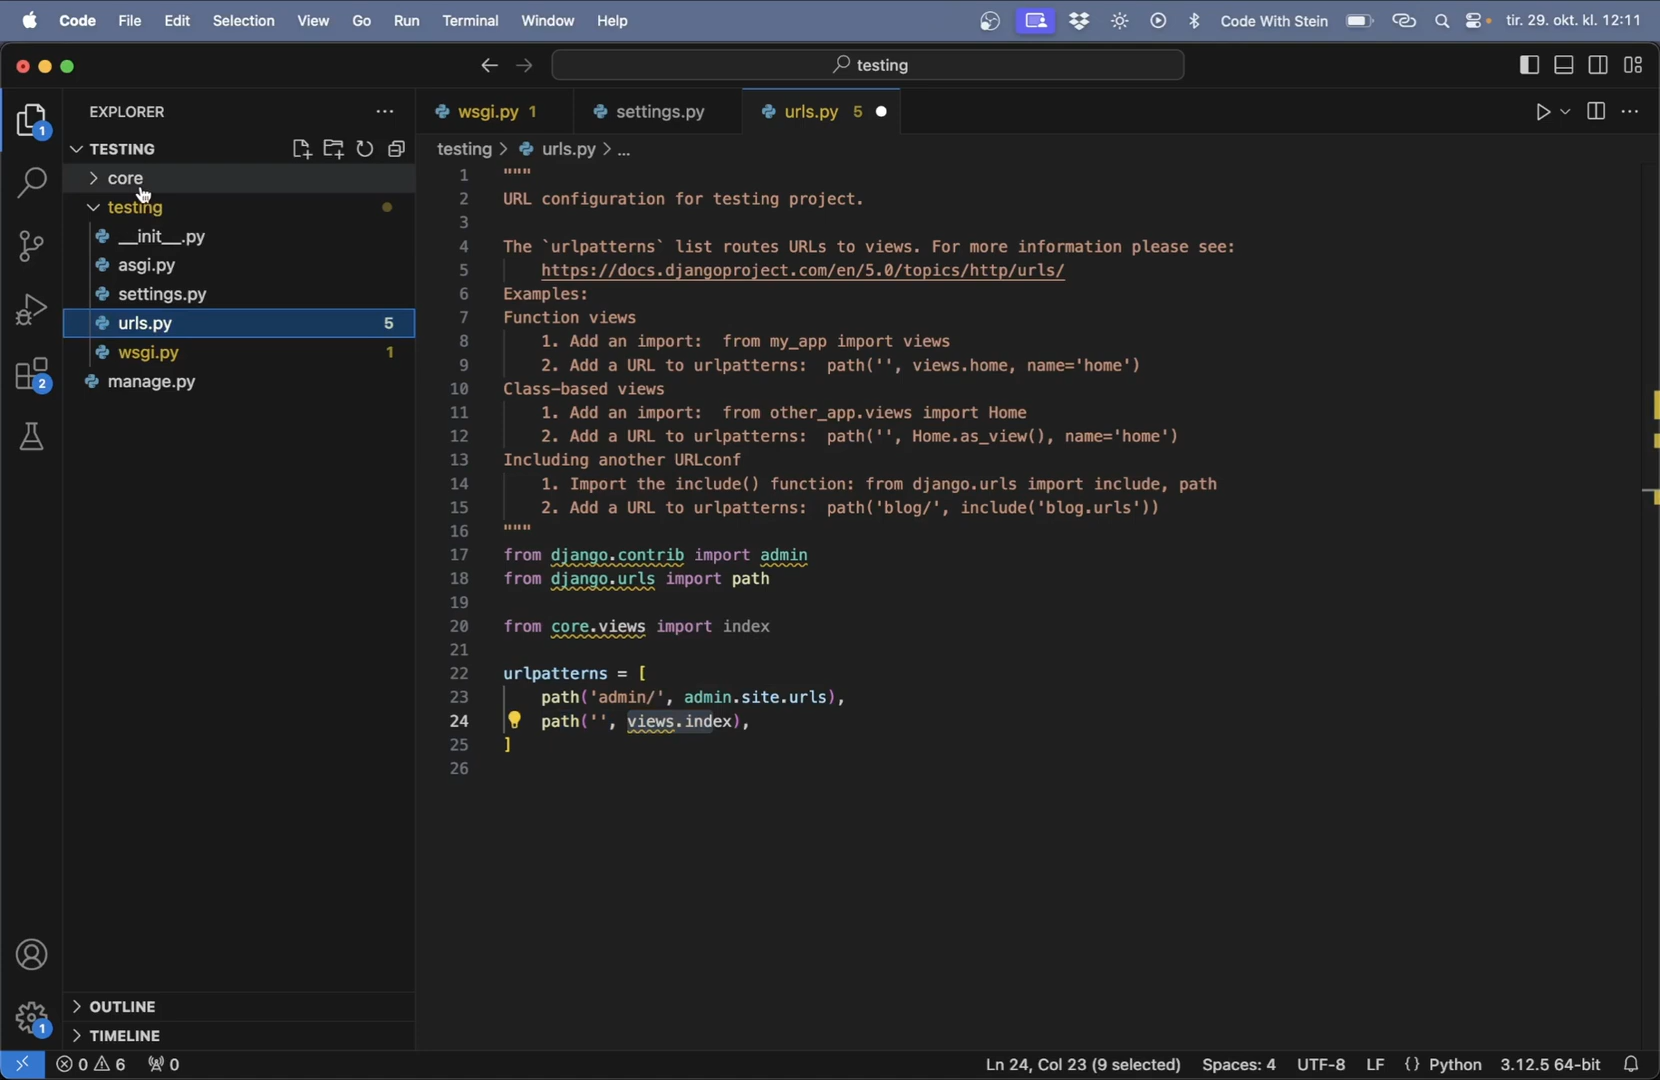 Code File Edit Selection View Go Run Terminal Window Help Code With Stein tir. 29. okt. kl. 12:11
testing
EXPLORER
1
TESTING
core
testing
__init__.py
asgi.py
settings.py
urls.py 5
wsgi.py 1
manage.py
2
OUTLINE
1
TIMELINE
wsgi.py 1 settings.py urls.py 5
testing > urls.py > ...
1 """
2 URL configuration for testing project.
3
4 The `urlpatterns` list routes URLs to views. For more information please see:
5 https://docs.djangoproject.com/en/5.0/topics/http/urls/
6 Examples:
7 Function views
8 1. Add an import:  from my_app import views
9 2. Add a URL to urlpatterns:  path('', views.home, name='home')
10 Class-based views
11 1. Add an import:  from other_app.views import Home
12 2. Add a URL to urlpatterns:  path('', Home.as_view(), name='home')
13 Including another URLconf
14 1. Import the include() function: from django.urls import include, path
15 2. Add a URL to urlpatterns:  path('blog/', include('blog.urls'))
16 """
17 from django.contrib import admin
18 from django.urls import path
19
20 from core.views import index
21
22 urlpatterns = [
23 path('admin/', admin.site.urls),
24 path('', views.index),
25 ]
26
0 6 0 Ln 24, Col 23 (9 selected) Spaces: 4 UTF-8 LF {} Python 3.12.5 64-bit